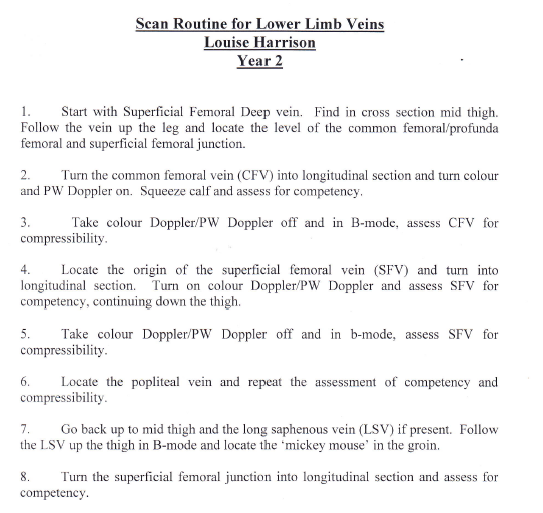 Scan Routine for Lower Limb Veins
Louise Harrison
Year 2
1. Start with Superficial Femoral Deep vein. Find in cross section mid thigh.
Follow the vein up the leg and locate the level of the common femoral/profunda
femoral and superficial femoral junction.
2. Turn the common femoral vein (CFV) into longitudinal section and turn colour
and PW Doppler on. Squeeze calf and assess for competency.
3. Take colour Doppler/PW Doppler off and in B-mode, assess CFV for
compressibility.
4. Locate the origin of the superficial femoral vein (SFV) and turn into
longitudinal section. Turn on colour Doppler/PW Doppler and assess SFV for
competency, continuing down the thigh.
5. Take colour Doppler/PW Doppler off and in b-mode, assess SFV for
compressibility.
6. Locate the popliteal vein and repeat the assessment of competency and
compressibility.
7. Go back up to mid thigh and the long saphenous vein (LSV) if present. Follow
the LSV up the thigh in B-mode and locate the 'mickey mouse' in the groin.
8. Turn the superficial femoral junction into longitudinal section and assess for
competency.